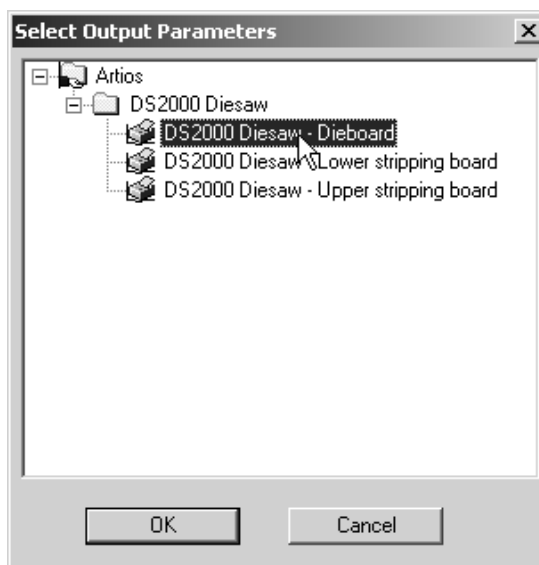 Select Output Parameters
Artios
DS2000 Diesaw
DS2000 Diesaw - Dieboard
DS2000 Diesaw - Lower stripping board
DS2000 Diesaw - Upper stripping board
OK Cancel